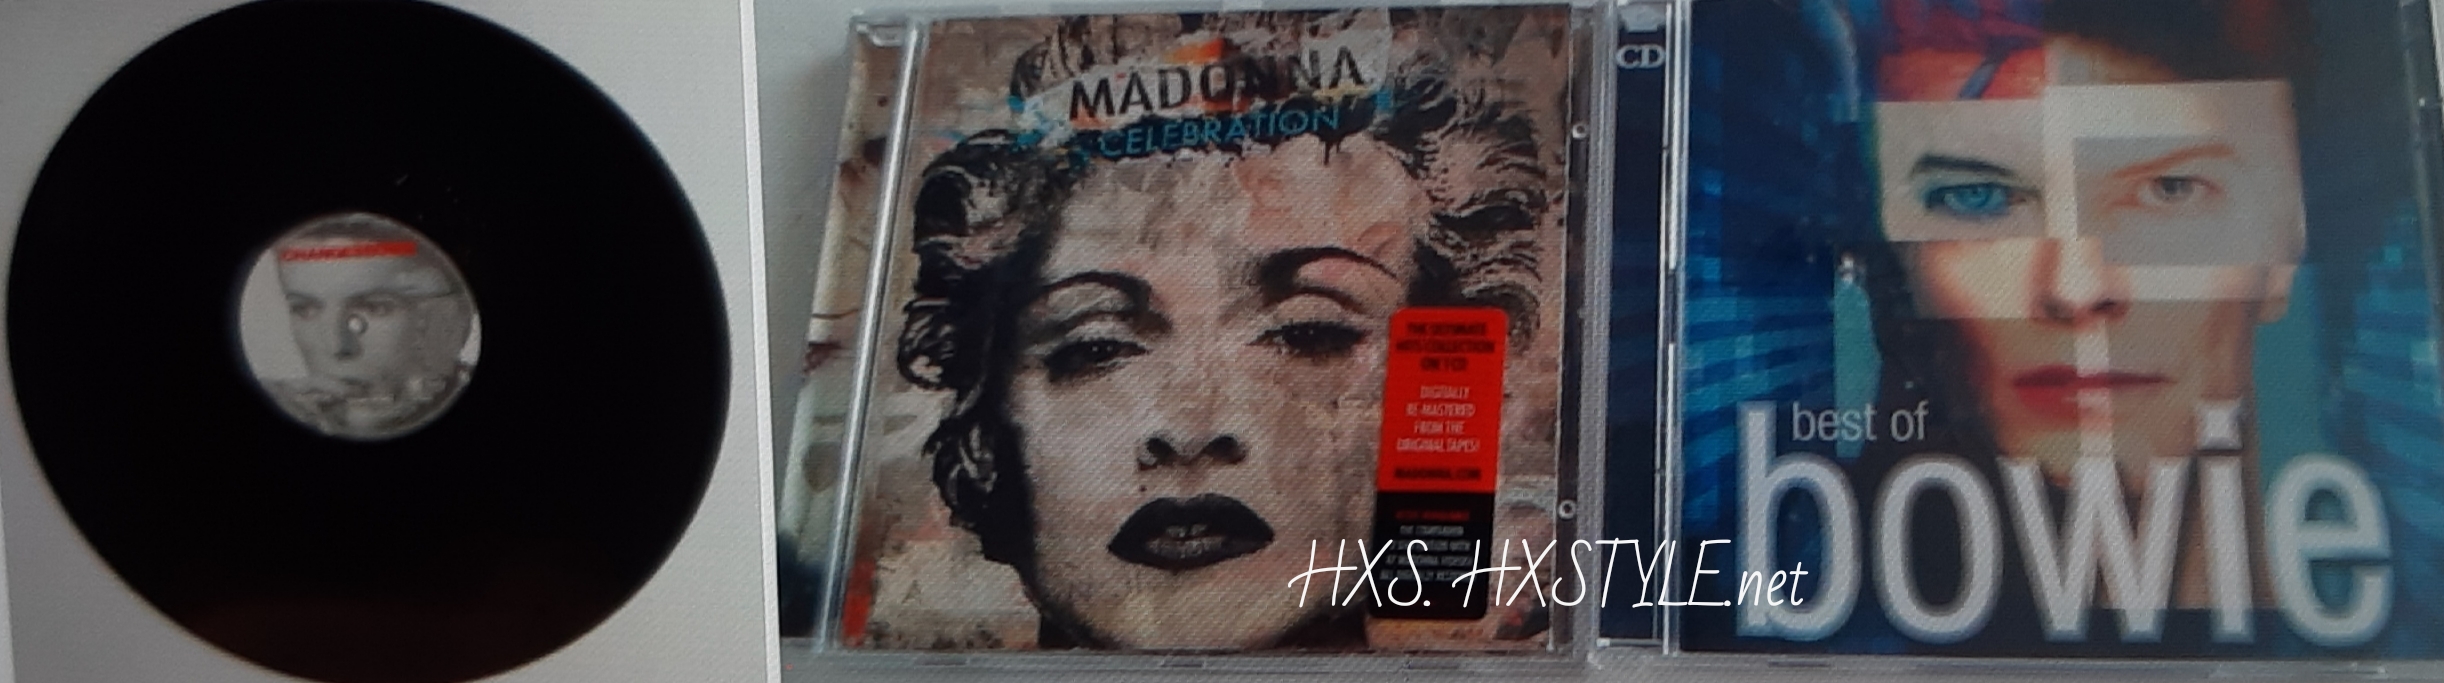 CHANGESBOWIE
MADONNA
CELEBRATION
THE ULTIMATE
HITS COLLECTION
ON 1 CD
DIGITALLY
RE-MASTERED
FROM THE
ORIGINAL TAPES!
MADONNA.COM
CD
best of
bowie
HXS. HXSTYLE.net